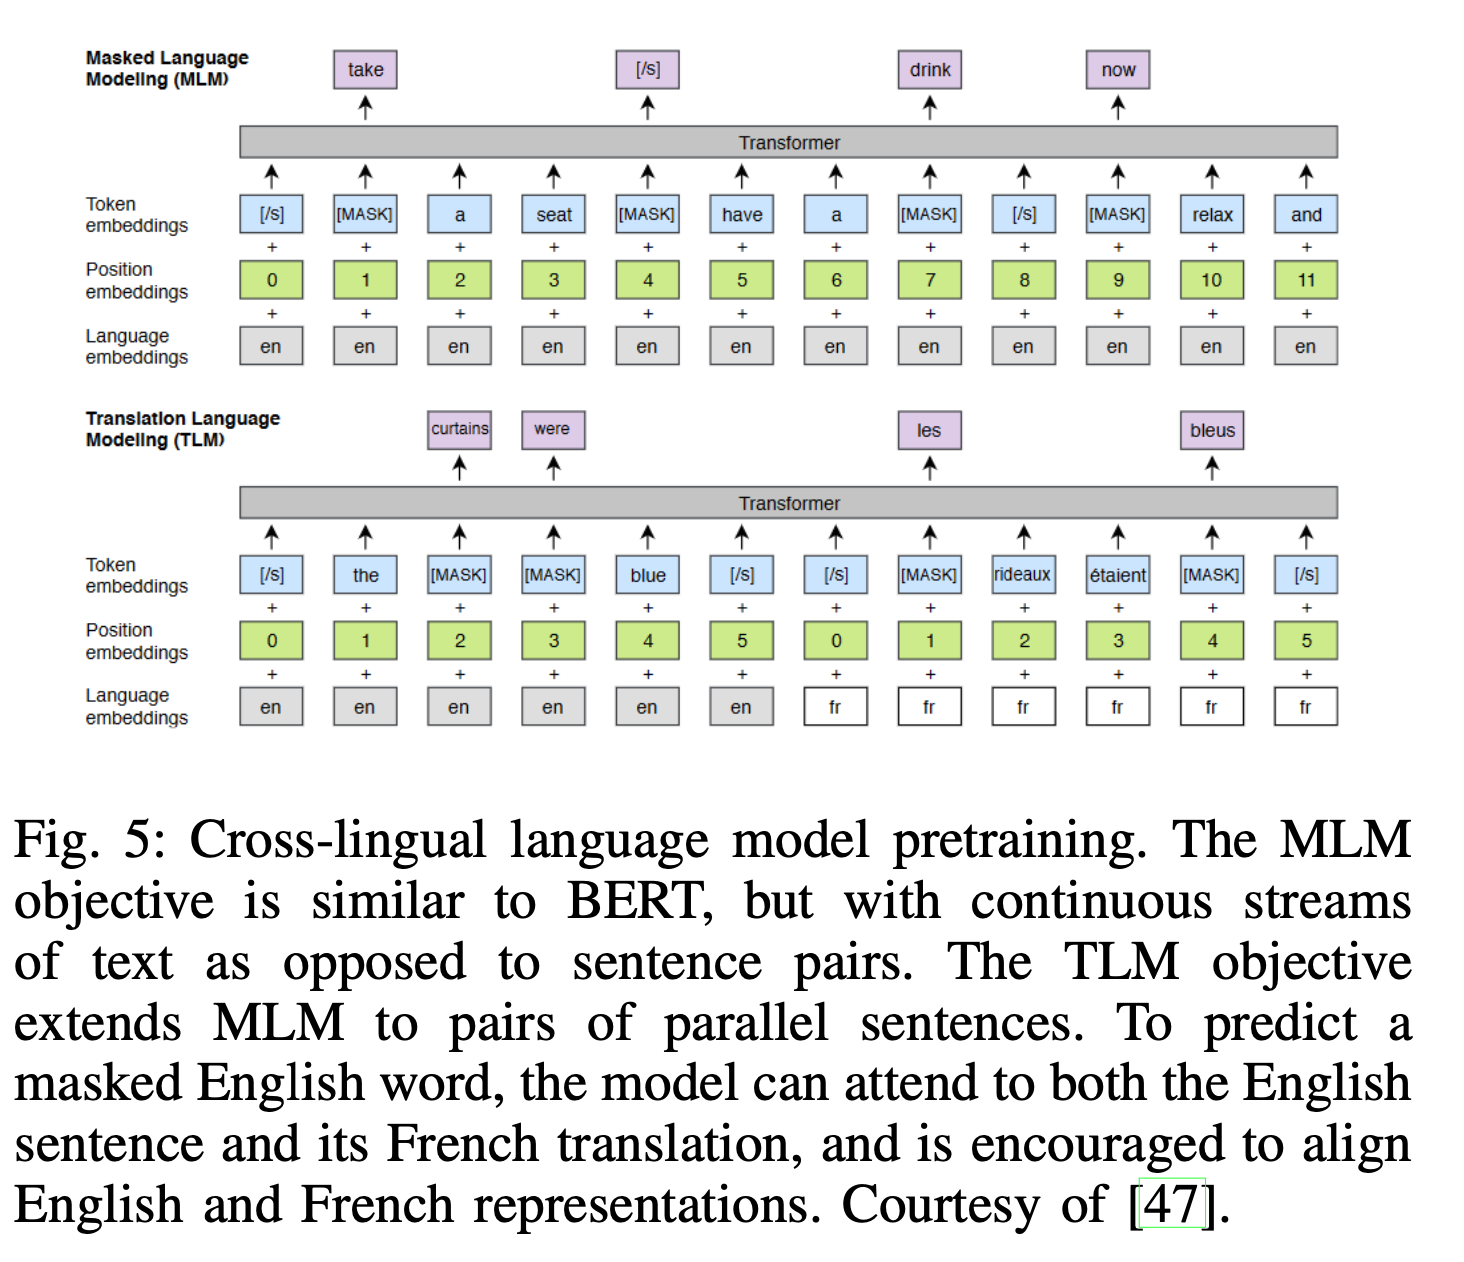 Masked Language
Modeling (MLM)
take [/s] drink now
Transformer
Token
embeddings
[/s] [MASK] a seat [MASK] have a [MASK] [/s] [MASK] relax and
+ + + + + + + + + + + +
Position
embeddings
0 1 2 3 4 5 6 7 8 9 10 11
+ + + + + + + + + + + +
Language
embeddings
en en en en en en en en en en en en
Translation Language
Modeling (TLM)
curtains were les bleus
Transformer
Token
embeddings
[/s] the [MASK] [MASK] blue [/s] [/s] [MASK] rideaux étaient [MASK] [/s]
+ + + + + + + + + + + +
Position
embeddings
0 1 2 3 4 5 0 1 2 3 4 5
+ + + + + + + + + + + +
Language
embeddings
en en en en en en fr fr fr fr fr fr
Fig. 5: Cross-lingual language model pretraining. The MLM
objective is similar to BERT, but with continuous streams
of text as opposed to sentence pairs. The TLM objective
extends MLM to pairs of parallel sentences. To predict a
masked English word, the model can attend to both the English
sentence and its French translation, and is encouraged to align
English and French representations. Courtesy of [47].